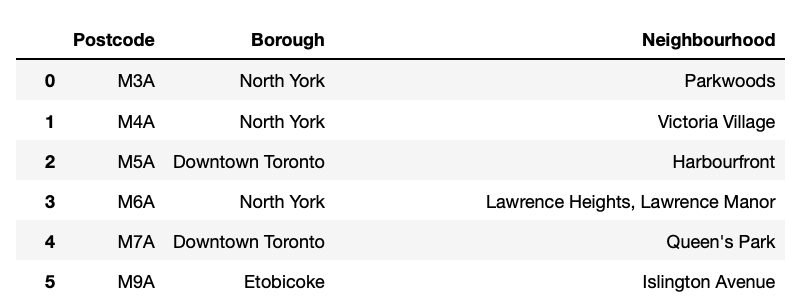 Postcode Borough Neighbourhood
0 M3A North York Parkwoods
1 M4A North York Victoria Village
2 M5A Downtown Toronto Harbourfront
3 M6A North York Lawrence Heights, Lawrence Manor
4 M7A Downtown Toronto Queen's Park
5 M9A Etobicoke Islington Avenue